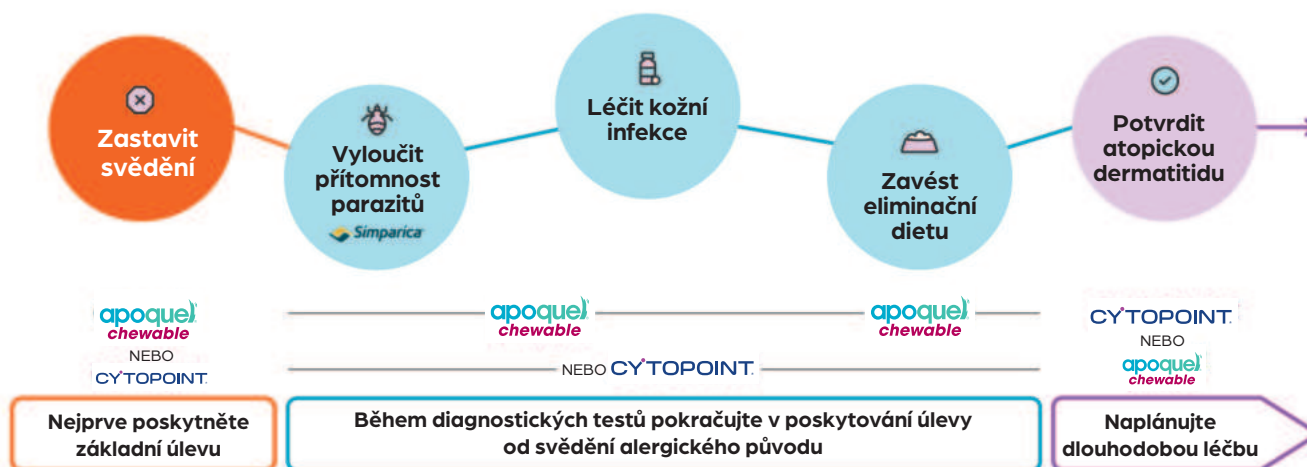 Zastavit
svědění
Vyloučit
přítomnost
parazitů
Simparica
Léčit kožní
infekce
Zavést
eliminační
dietu
Potvrdit
atopickou
dermatitidu
apoquel
chewable
NEBO
CYTOPOINT.
apoquel
chewable
apoquel
chewable
NEBO CYTOPOINT.
CYTOPOINT.
NEBO
apoquel
chewable
Nejprve poskytněte
základní úlevu
Během diagnostických testů pokračujte v poskytování úlevy
od svědění alergického původu
Naplánujte
dlouhodobou léčbu